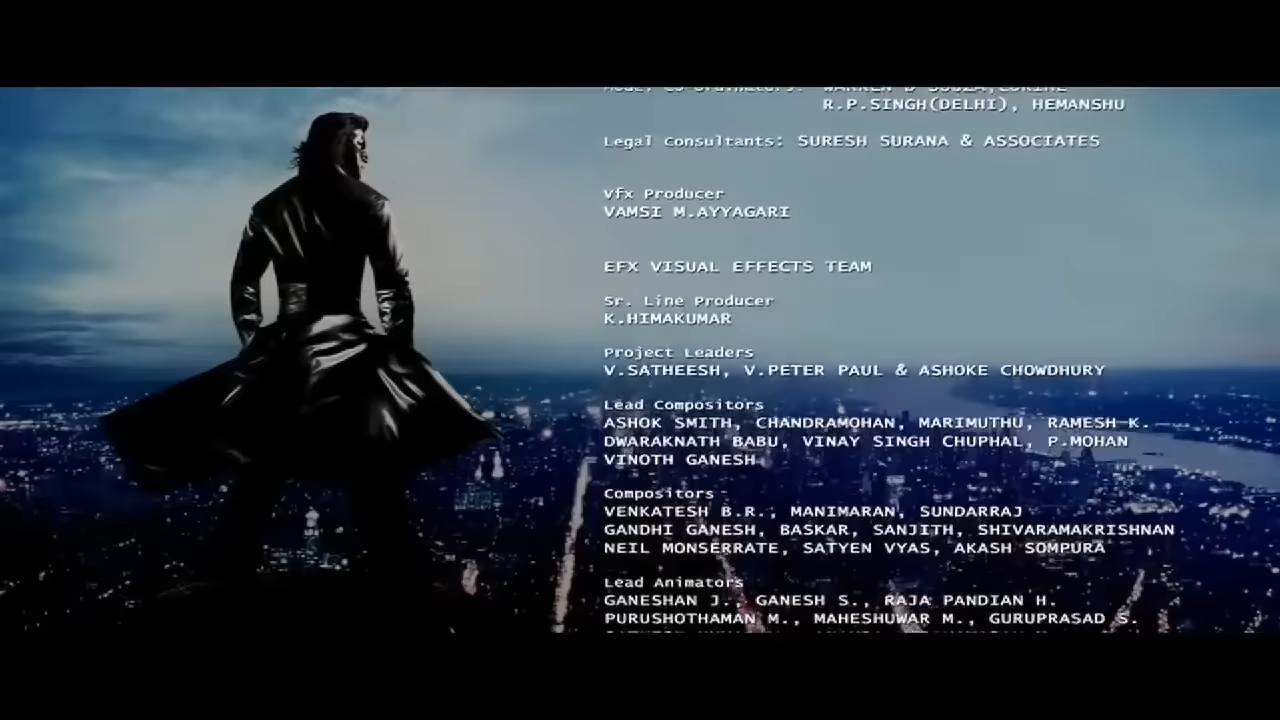 R.P.SINGH(DELHI), HEMANSHU
Legal Consultants: SURESH SURANA & ASSOCIATES
Vfx Producer
VAMSI M.AYYAGARI
EFX VISUAL EFFECTS TEAM
Sr. Line Producer
K.HIMAKUMAR
Project Leaders
V.SATHEESH, V.PETER PAUL & ASHOKE CHOWDHURY
Lead Compositors
ASHOK SMITH, CHANDRAMOHAN, MARIMUTHU, RAMESH K.
DWARAKNATH BABU, VINAY SINGH CHUPHAL, P.MOHAN
VINOTH GANESH
Compositors
VENKATESH B.R., MANIMARAN, SUNDARRAJ
GANDHI GANESH, BASKAR, SANJITH, SHIVARAMAKRISHNAN
NEIL MONSERRATE, SATYEN VYAS, AKASH SOMPURA
Lead Animators
GANESHAN J., GANESH S., RAJA PANDIAN H.
PURUSHOTHAMAN M., MAHESHUWAR M., GURUPRASAD S.